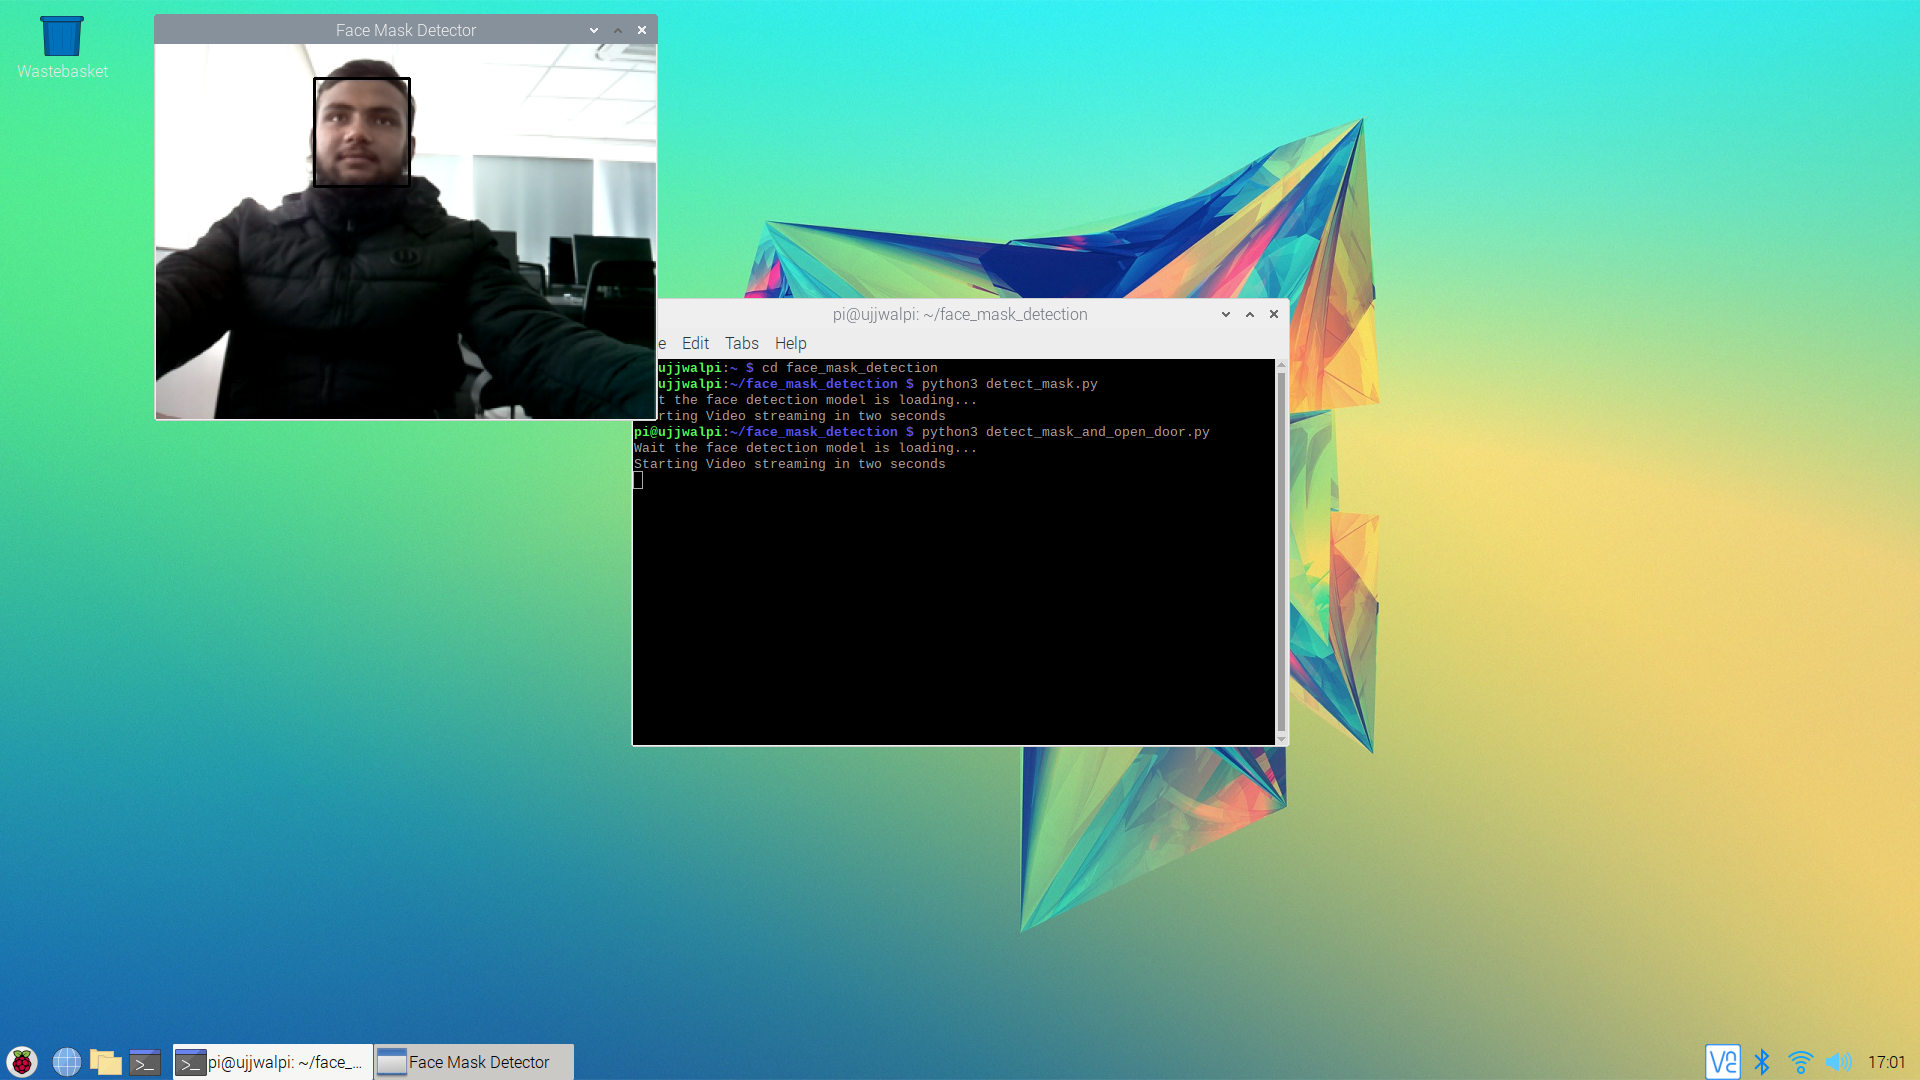 Wastebasket
Face Mask Detector
pi@ujjwalpi: ~/face_mask_detection
e Edit Tabs Help
ujjwalpi:~ $ cd face_mask_detection
ujjwalpi:~/face_mask_detection $ python3 detect_mask.py
t the face detection model is loading...
rting Video streaming in two seconds
pi@ujjwalpi:~/face_mask_detection $ python3 detect_mask_and_open_door.py
Wait the face detection model is loading...
Starting Video streaming in two seconds
>_ >_ pi@ujjwalpi: ~/face_... Face Mask Detector 17:01